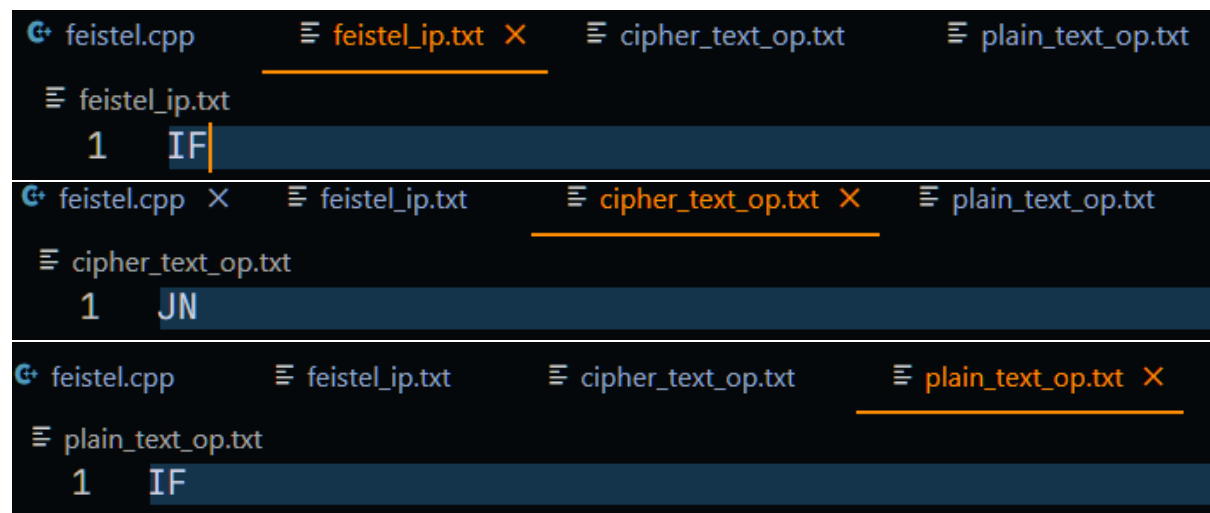 feistel.cpp feistel_ip.txt × cipher_text_op.txt plain_text_op.txt
feistel_ip.txt
1 IF
feistel.cpp × feistel_ip.txt cipher_text_op.txt × plain_text_op.txt
cipher_text_op.txt
1 JN
feistel.cpp feistel_ip.txt cipher_text_op.txt plain_text_op.txt ×
plain_text_op.txt
1 IF